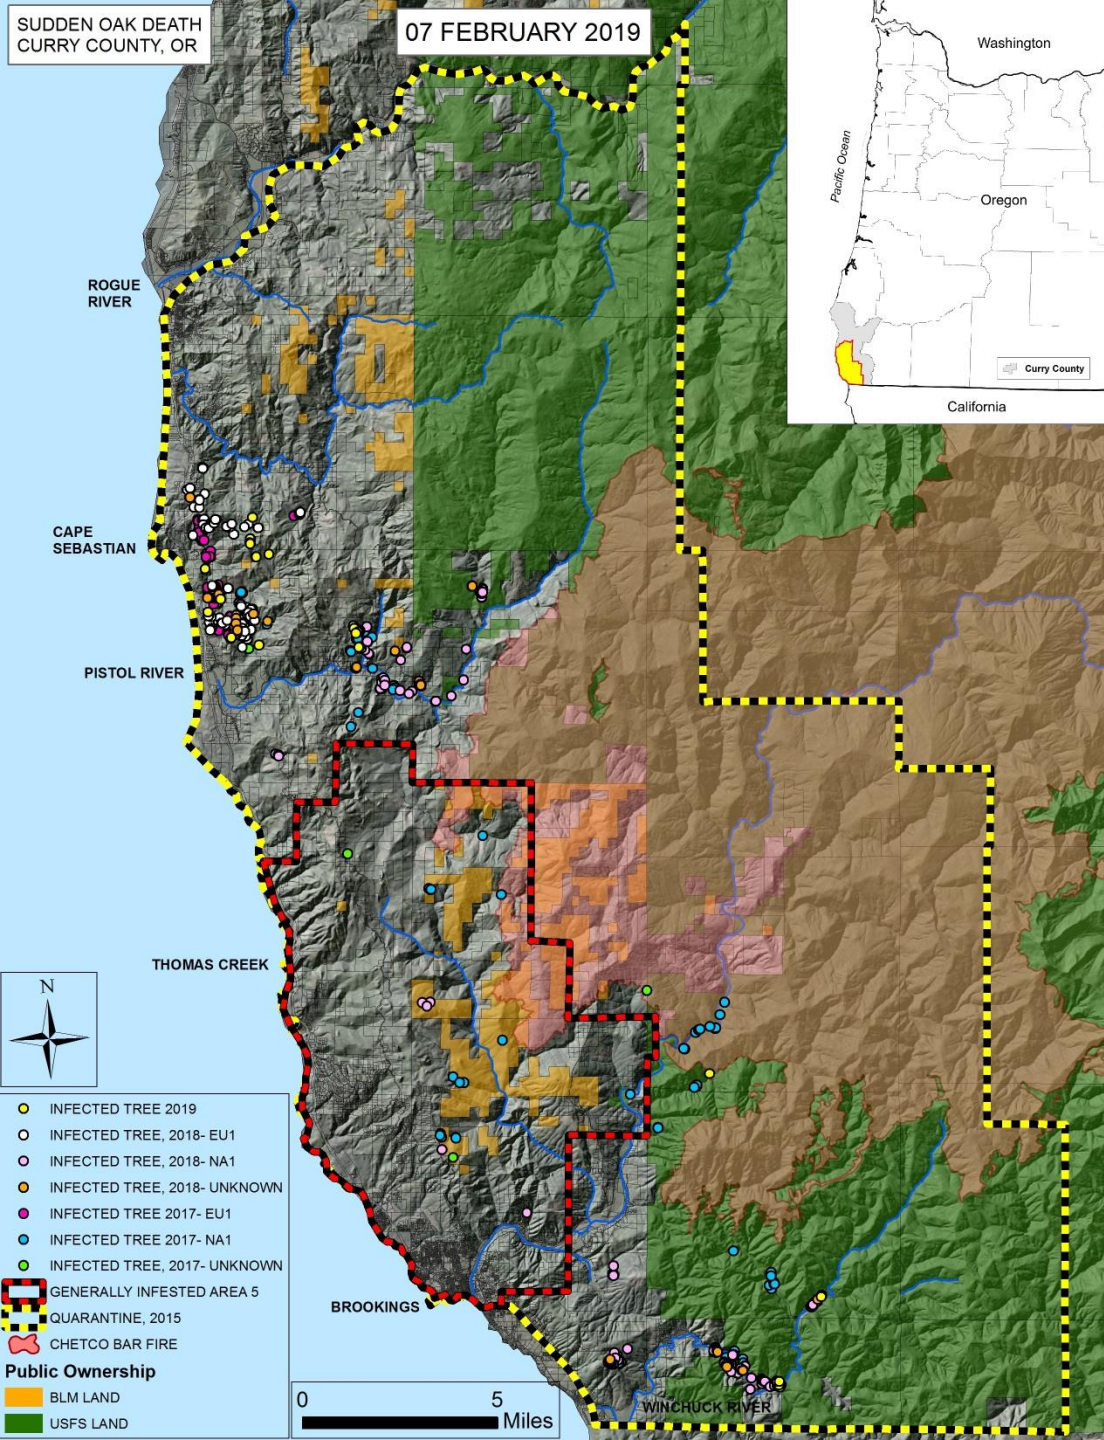 SUDDEN OAK DEATH
CURRY COUNTY, OR
07 FEBRUARY 2019
Washington
Pacific Ocean
Oregon
Curry County
California
ROGUE
RIVER
CAPE
SEBASTIAN
PISTOL RIVER
THOMAS CREEK
N
BROOKINGS
WINCHUCK RIVER
INFECTED TREE 2019
INFECTED TREE, 2018- EU1
INFECTED TREE, 2018- NA1
INFECTED TREE, 2018- UNKNOWN
INFECTED TREE 2017- EU1
INFECTED TREE, 2017- NA1
INFECTED TREE, 2017- UNKNOWN
GENERALLY INFESTED AREA 5
QUARANTINE, 2015
CHETCO BAR FIRE
Public Ownership
BLM LAND
USFS LAND
0 5
Miles